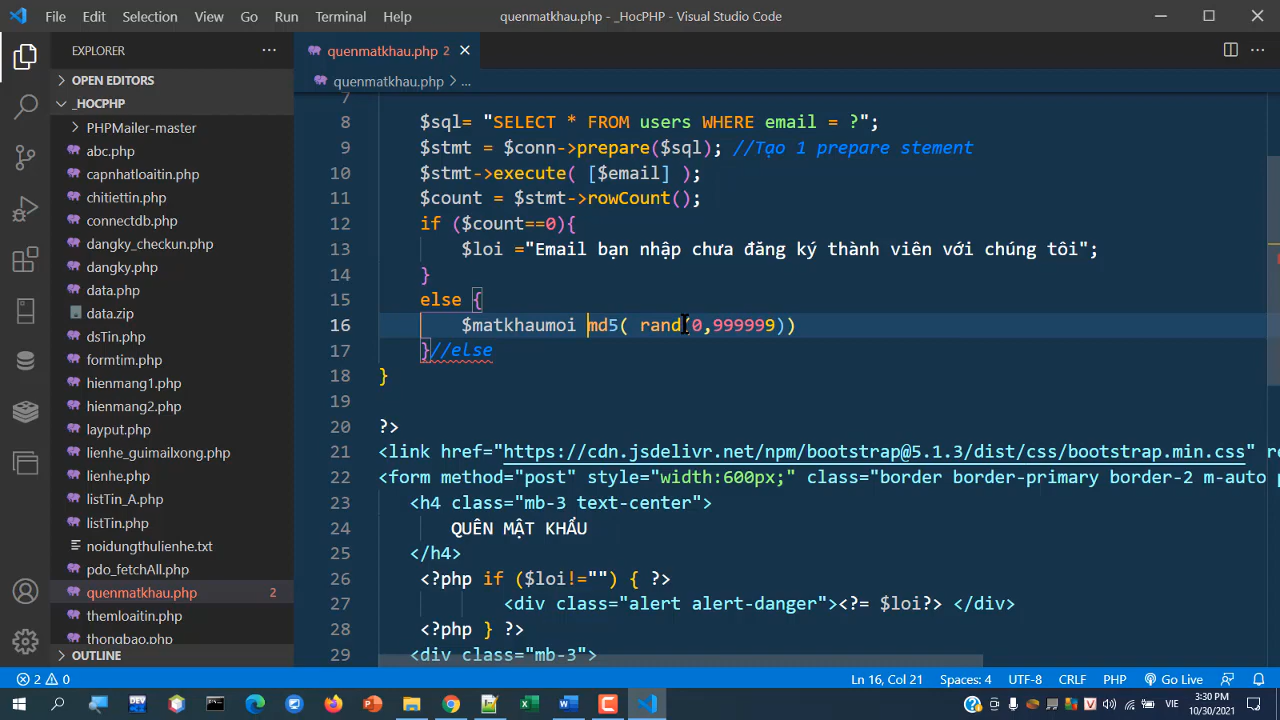 File Edit Selection View Go Run Terminal Help
quenmatkhau.php - _HocPHP - Visual Studio Code
EXPLORER
OPEN EDITORS
_HOCPHP
PHPMailer-master
abc.php
capnhatloaitin.php
chitiettin.php
connectdb.php
dangky_checkun.php
dangky.php
data.php
data.zip
dsTin.php
formTinh.php
hienmang1.php
hienmang2.php
layput.php
lienhe_guimailxong.php
lienhe.php
listTin_A.php
listTin.php
noidungthulienhe.txt
pdo_fetchAll.php
quenmatkhau.php 2
themloaitin.php
thongbao.php
OUTLINE
quenmatkhau.php 2
quenmatkhau.php > ...
7
8 $sql= "SELECT * FROM users WHERE email = ?";
9 $stmt = $conn->prepare($sql); //Tạo 1 prepare stement
10 $stmt->execute( [$email] );
11 $count = $stmt->rowCount();
12 if ($count==0){
13 $loi ="Email bạn nhập chưa đăng ký thành viên với chúng tôi";
14 }
15 else {
16 $matkhaumoi md5( rand(0,999999))
17 }//else
18 }
19
20 ?>
21 <link href="https://cdn.jsdelivr.net/npm/bootstrap@5.1.3/dist/css/bootstrap.min.css" re
22 <form method="post" style="width:600px;" class="border border-primary border-2 m-auto p
23 <h4 class="mb-3 text-center">
24 QUÊN MẬT KHẨU
25 </h4>
26 <?php if ($loi!="") { ?>
27 <div class="alert alert-danger"><?= $loi?> </div>
28 <?php } ?>
29 <div class="mb-3">
2 0
Ln 16, Col 21 Spaces: 4 UTF-8 CRLF PHP Go Live
VIE
3:30 PM
10/30/2021